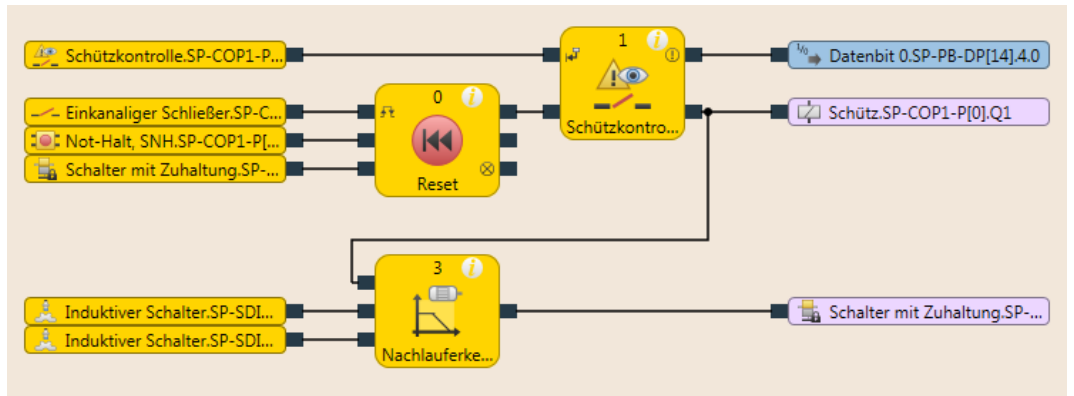 Schützkontrolle.SP-COP1-P...
1
Datenbit 0.SP-PB-DP[14].4.0
Einkanaliger Schließer.SP-C...
0
Schützkontro...
Schütz.SP-COP1-P[0].Q1
Not-Halt, SNH.SP-COP1-P[...
Schalter mit Zuhaltung.SP-...
Reset
3
Induktiver Schalter.SP-SDI...
Schalter mit Zuhaltung.SP-...
Induktiver Schalter.SP-SDI...
Nachlauferke...